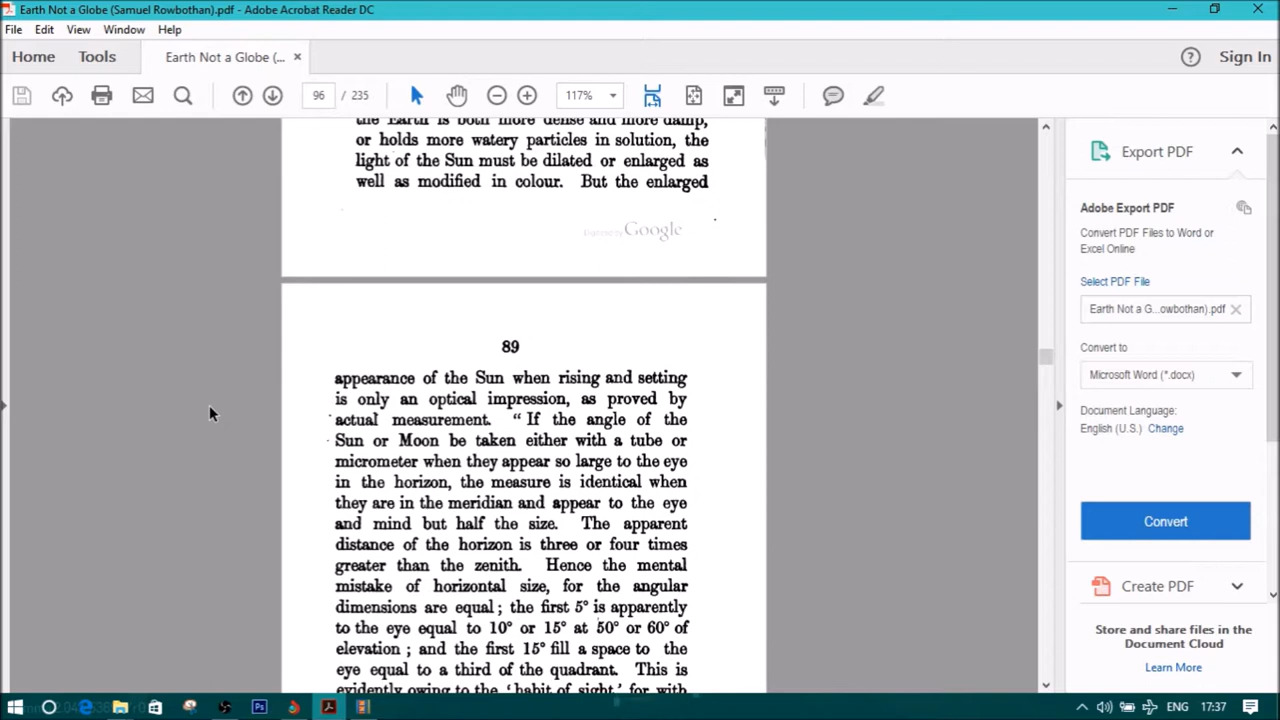 Earth Not a Globe (Samuel Rowbothan).pdf - Adobe Acrobat Reader DC
File Edit View Window Help
Home Tools Earth Not a Globe (... × Sign In
96 / 235 117%
the Earth is both more dense and more damp,
or holds more watery particles in solution, the
light of the Sun must be dilated or enlarged as
well as modified in colour. But the enlarged
Digitized by Google
89
appearance of the Sun when rising and setting
is only an optical impression, as proved by
actual measurement. “ If the angle of the
Sun or Moon be taken either with a tube or
micrometer when they appear so large to the eye
in the horizon, the measure is identical when
they are in the meridian and appear to the eye
and mind but half the size. The apparent
distance of the horizon is three or four times
greater than the zenith. Hence the mental
mistake of horizontal size, for the angular
dimensions are equal ; the first 5° is apparently
to the eye equal to 10° or 15° at 50° or 60° of
elevation ; and the first 15° fill a space to the
eye equal to a third of the quadrant. This is
evidently owing to the ‘ habit of sight,’ for with
Export PDF
Adobe Export PDF
Convert PDF Files to Word or
Excel Online
Select PDF File
Earth Not a G...owbothan).pdf
Convert to
Microsoft Word (*.docx)
Document Language:
English (U.S.) Change
Convert
Create PDF
Store and share files in the
Document Cloud
Learn More
ENG 17:37